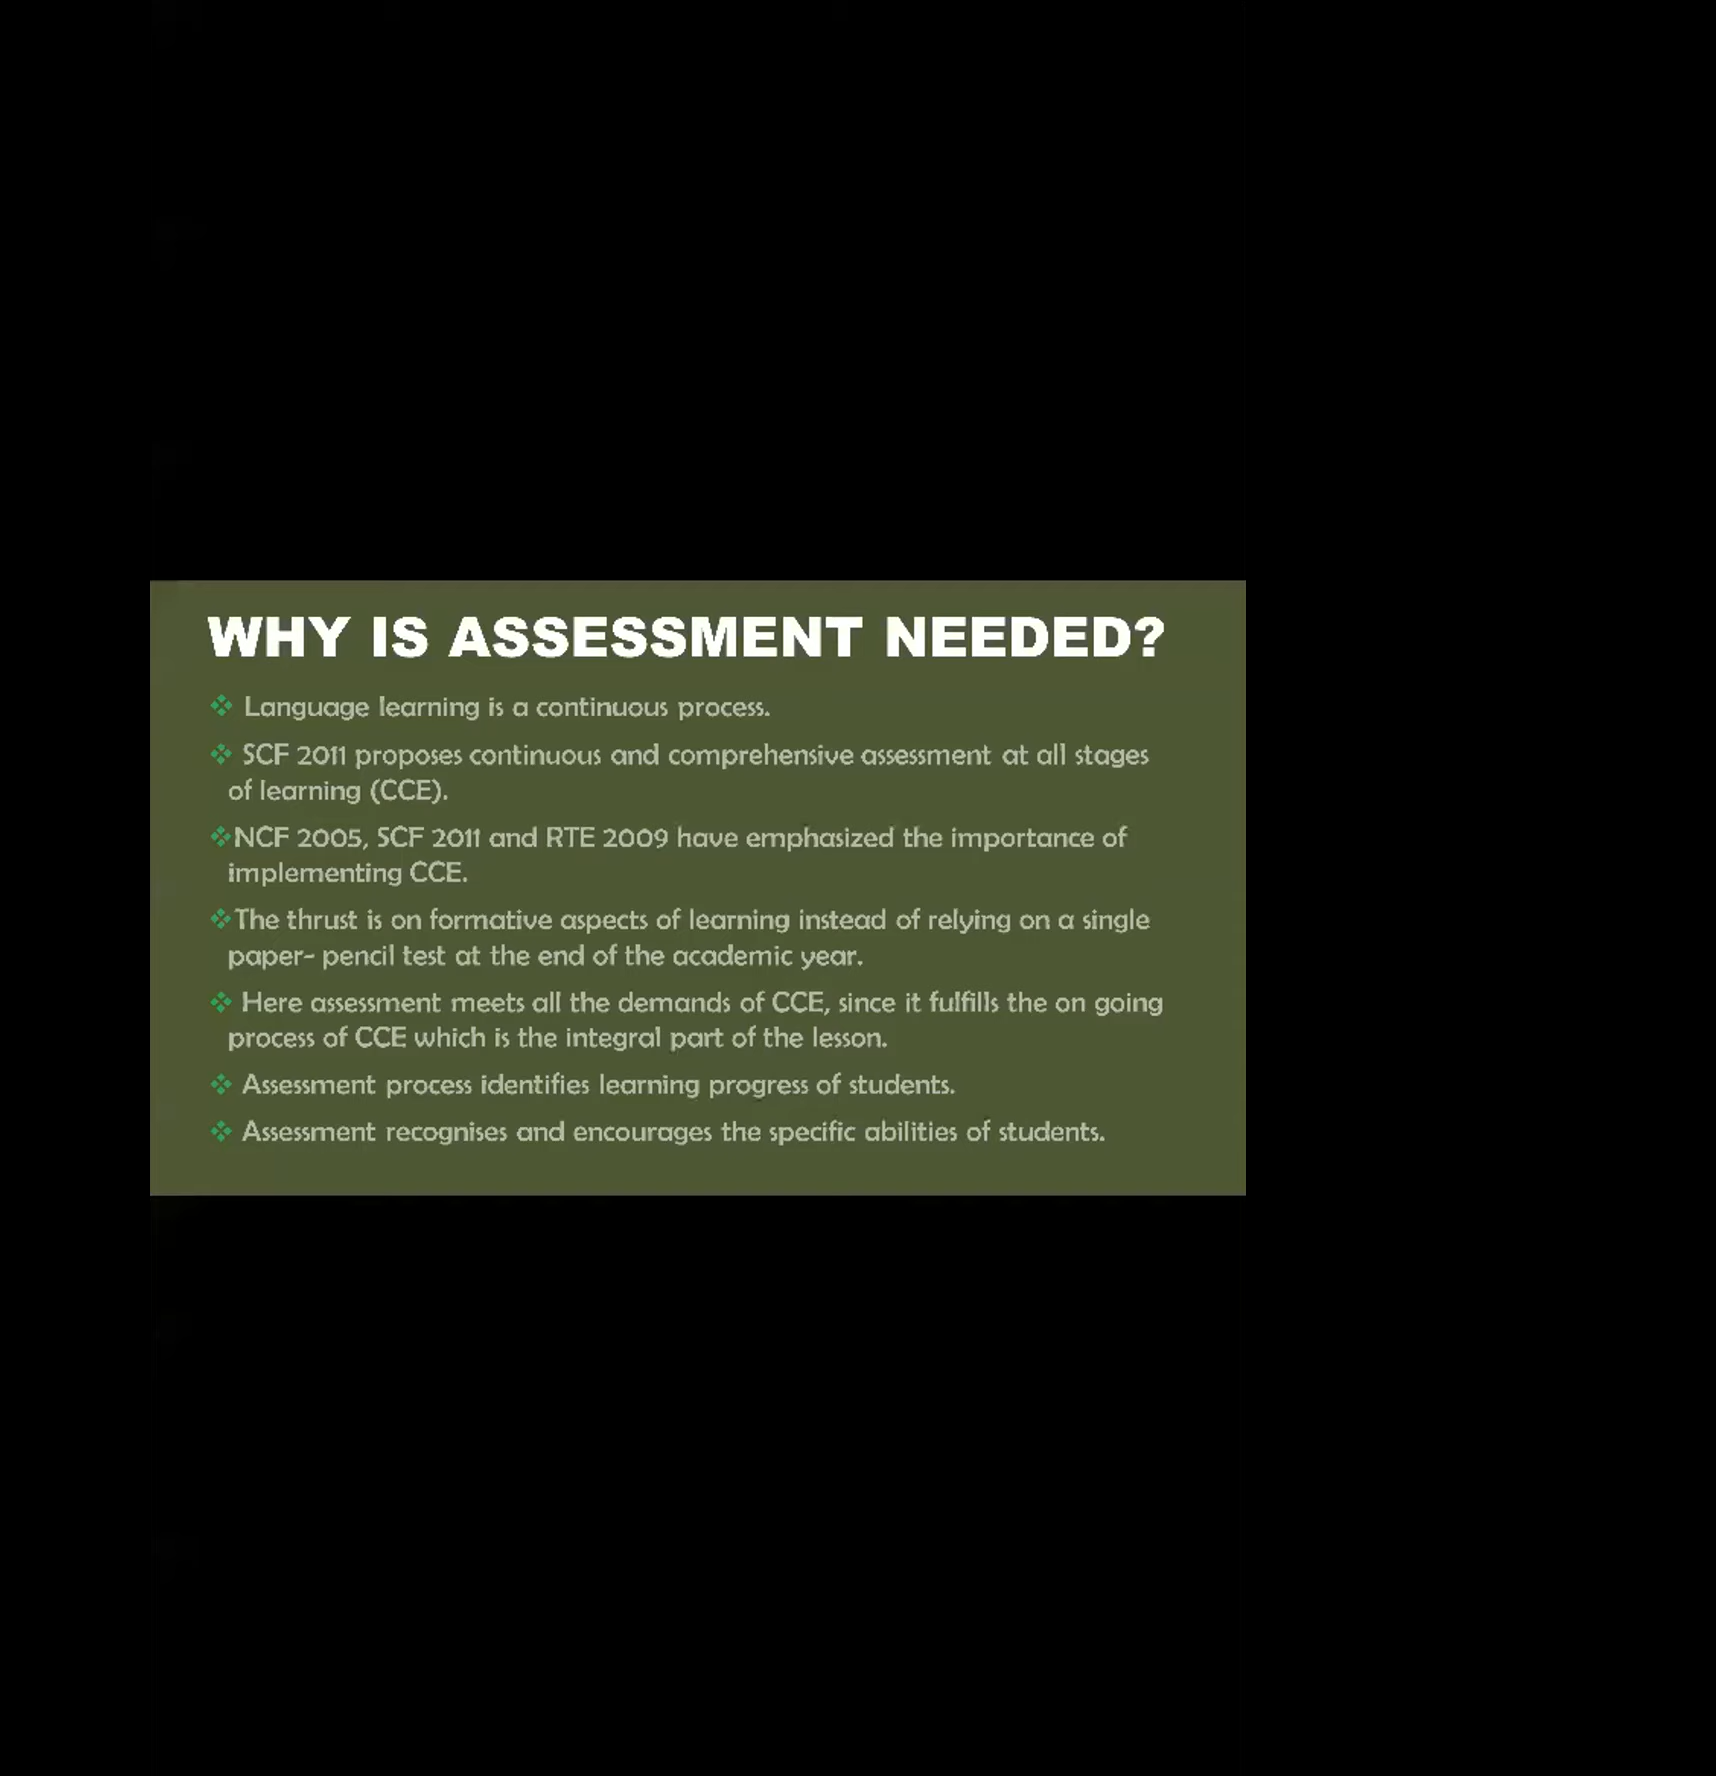 WHY IS ASSESSMENT NEEDED?
❖ Language learning is a continuous process.
❖ SCF 2011 proposes continuous and comprehensive assessment at all stages
of learning (CCE).
❖NCF 2005, SCF 2011 and RTE 2009 have emphasized the importance of
implementing CCE.
❖The thrust is on formative aspects of learning instead of relying on a single
paper- pencil test at the end of the academic year.
❖ Here assessment meets all the demands of CCE, since it fulfills the on going
process of CCE which is the integral part of the lesson.
❖ Assessment process identifies learning progress of students.
❖ Assessment recognises and encourages the specific abilities of students.